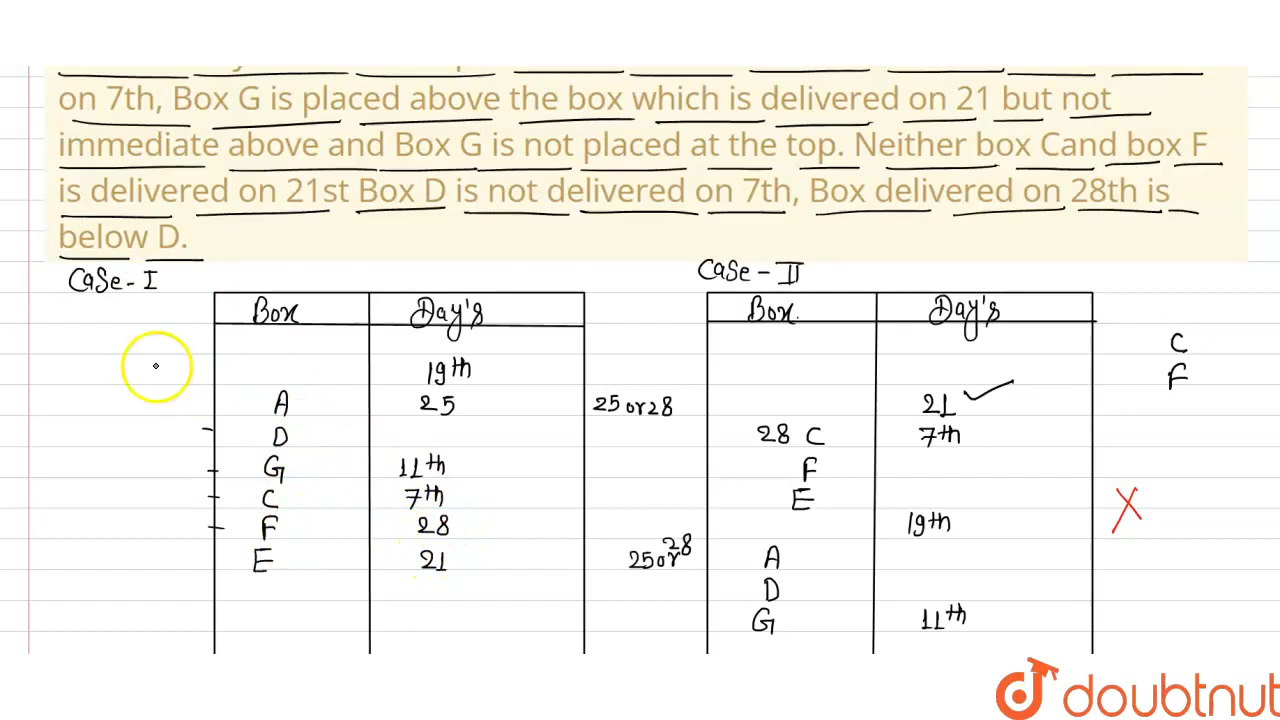 on 7th, Box G is placed above the box which is delivered on 21 but not
immediate above and Box G is not placed at the top. Neither box Cand box F
is delivered on 21st Box D is not delivered on 7th, Box delivered on 28th is
below D.
Case - I
Box Day's
19th
A 25 25 or 28
D
G 11th
C 7th
F 28
E 21 25 or 28
Case - II
Box. Day's
21
28 C 7th
F
E
19th
A
D
G 11th
C
F
doubtnut